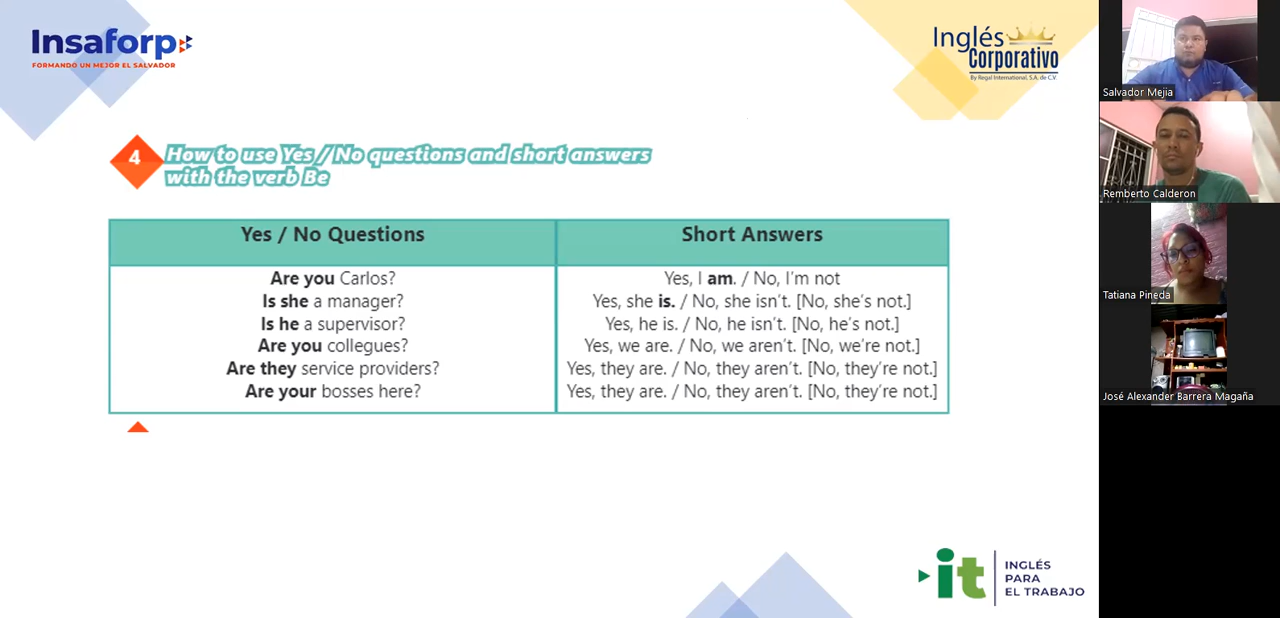 Insaforp
FORMANDO UN MEJOR EL SALVADOR
Inglés
Corporativo
By Regal International, S.A. de C.V.
4
How to use Yes / No questions and short answers
with the verb Be
Yes / No Questions
Short Answers
Are you Carlos?
Yes, I am. / No, I'm not
Is she a manager?
Yes, she is. / No, she isn't. [No, she's not.]
Is he a supervisor?
Yes, he is. / No, he isn't. [No, he's not.]
Are you collegues?
Yes, we are. / No, we aren't. [No, we're not.]
Are they service providers?
Yes, they are. / No, they aren't. [No, they're not.]
Are your bosses here?
Yes, they are. / No, they aren't. [No, they're not.]
it
INGLÉS
PARA
EL TRABAJO
Salvador Mejia
Remberto Calderon
Tatiana Pineda
José Alexander Barrera Magaña